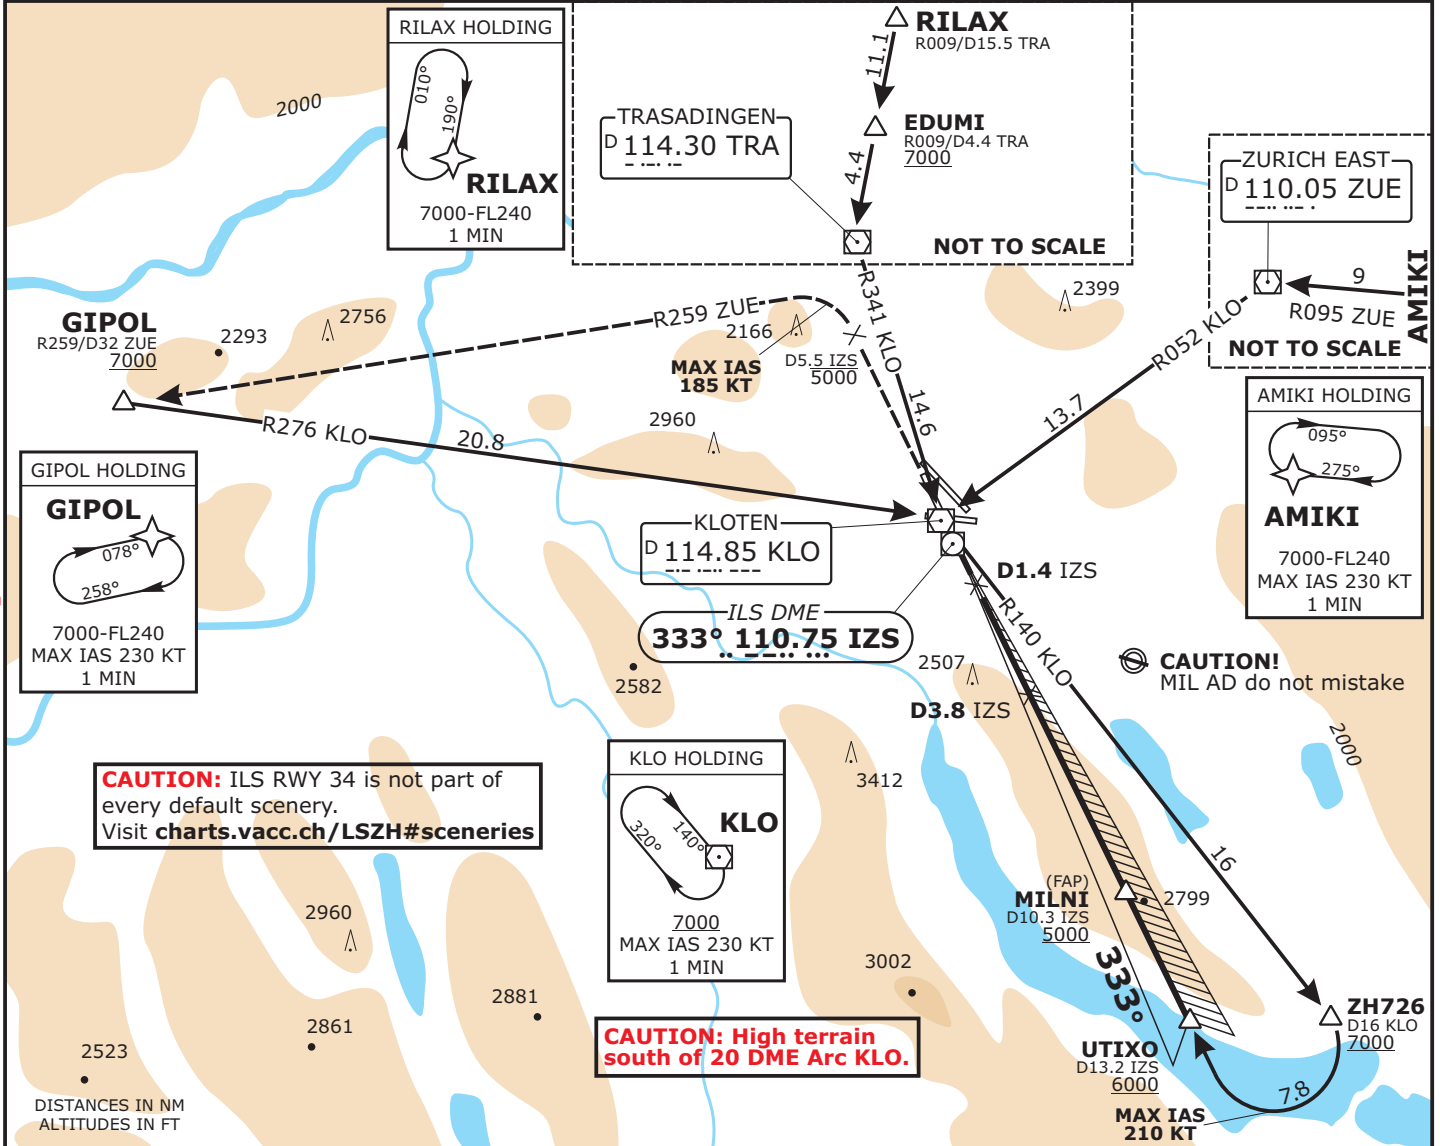 RILAX HOLDING
010°
190°
RILAX
7000-FL240
1 MIN
2000
RILAX
R009/D15.5 TRA
11.1
EDUMI
R009/D4.4 TRA
7000
4.4
TRASADINGEN
D 114.30 TRA
NOT TO SCALE
ZURICH EAST
D 110.05 ZUE
9
R095 ZUE
AMIKI
NOT TO SCALE
GIPOL
R259/D32 ZUE
7000
2293
2756
R259 ZUE
2166
MAX IAS
185 KT
D5.5 IZS
5000
R341 KLO
14.6
2399
R052 KLO
13.7
AMIKI HOLDING
095°
275°
AMIKI
7000-FL240
MAX IAS 230 KT
1 MIN
R276 KLO
20.8
2960
GIPOL HOLDING
GIPOL
078°
258°
7000-FL240
MAX IAS 230 KT
1 MIN
KLOTEN
D 114.85 KLO
ILS DME
333° 110.75 IZS
D1.4 IZS
R140 KLO
CAUTION!
MIL AD do not mistake
2582
2507
D3.8 IZS
2000
CAUTION: ILS RWY 34 is not part of
every default scenery.
Visit charts.vacc.ch/LSZH#sceneries
KLO HOLDING
320°
140°
KLO
7000
MAX IAS 230 KT
1 MIN
3412
16
(FAP)
MILNI
D10.3 IZS
5000
2799
2960
3002
333°
2881
2861
2523
CAUTION: High terrain
south of 20 DME Arc KLO.
UTIXO
D13.2 IZS
6000
ZH726
D16 KLO
7000
7.8
MAX IAS
210 KT
DISTANCES IN NM
ALTITUDES IN FT